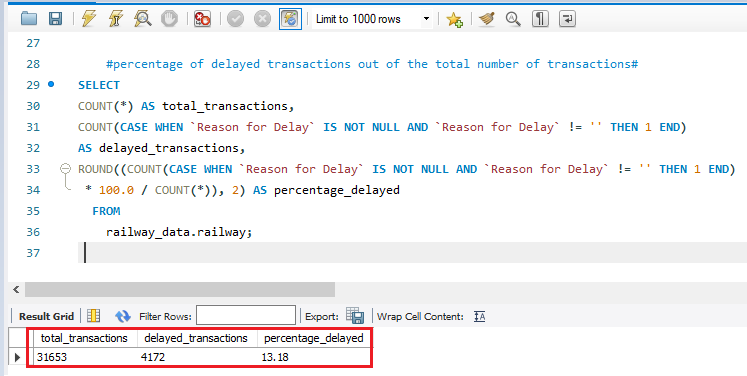 Limit to 1000 rows
27
28 #percentage of delayed transactions out of the total number of transactions#
29 SELECT
30 COUNT(*) AS total_transactions,
31 COUNT(CASE WHEN `Reason for Delay` IS NOT NULL AND `Reason for Delay` != '' THEN 1 END)
32 AS delayed_transactions,
33 ROUND((COUNT(CASE WHEN `Reason for Delay` IS NOT NULL AND `Reason for Delay` != '' THEN 1 END)
34 * 100.0 / COUNT(*)), 2) AS percentage_delayed
35 FROM
36 railway_data.railway;
37
Result Grid Filter Rows: Export: Wrap Cell Content:
total_transactions delayed_transactions percentage_delayed
31653 4172 13.18